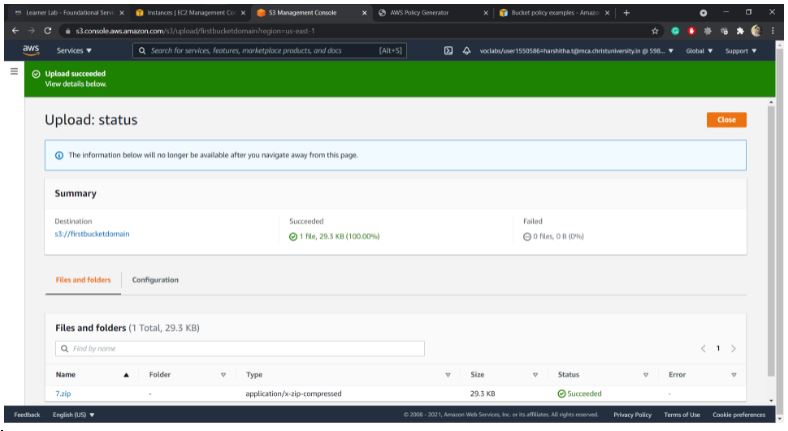 Learner Lab - Foundational Servi
Instances | EC2 Management Co
S3 Management Console
AWS Policy Generator
Bucket policy examples - Amazo
s3.console.aws.amazon.com/s3/upload/firstbucketdomain?region=us-east-1
aws Services ▼ Search for services, features, marketplace products, and docs [Alt+S] voclabs/user1550586=harshitha.t@mca.christuniversity.in @ 598... ▼ Global ▼ Support ▼
Upload succeeded
View details below.
Upload: status Close
The information below will no longer be available after you navigate away from this page.
Summary
Destination Succeeded Failed
s3://firstbucketdomain 1 file, 29.3 KB (100.00%) 0 files, 0 B (0%)
Files and folders Configuration
Files and folders (1 Total, 29.3 KB)
Find by name 1
Name Folder Type Size Status Error
7.zip - application/x-zip-compressed 29.3 KB Succeeded -
Feedback English (US) ▼ © 2008 - 2021, Amazon Web Services, Inc. or its affiliates. All rights reserved. Privacy Policy Terms of Use Cookie preferences